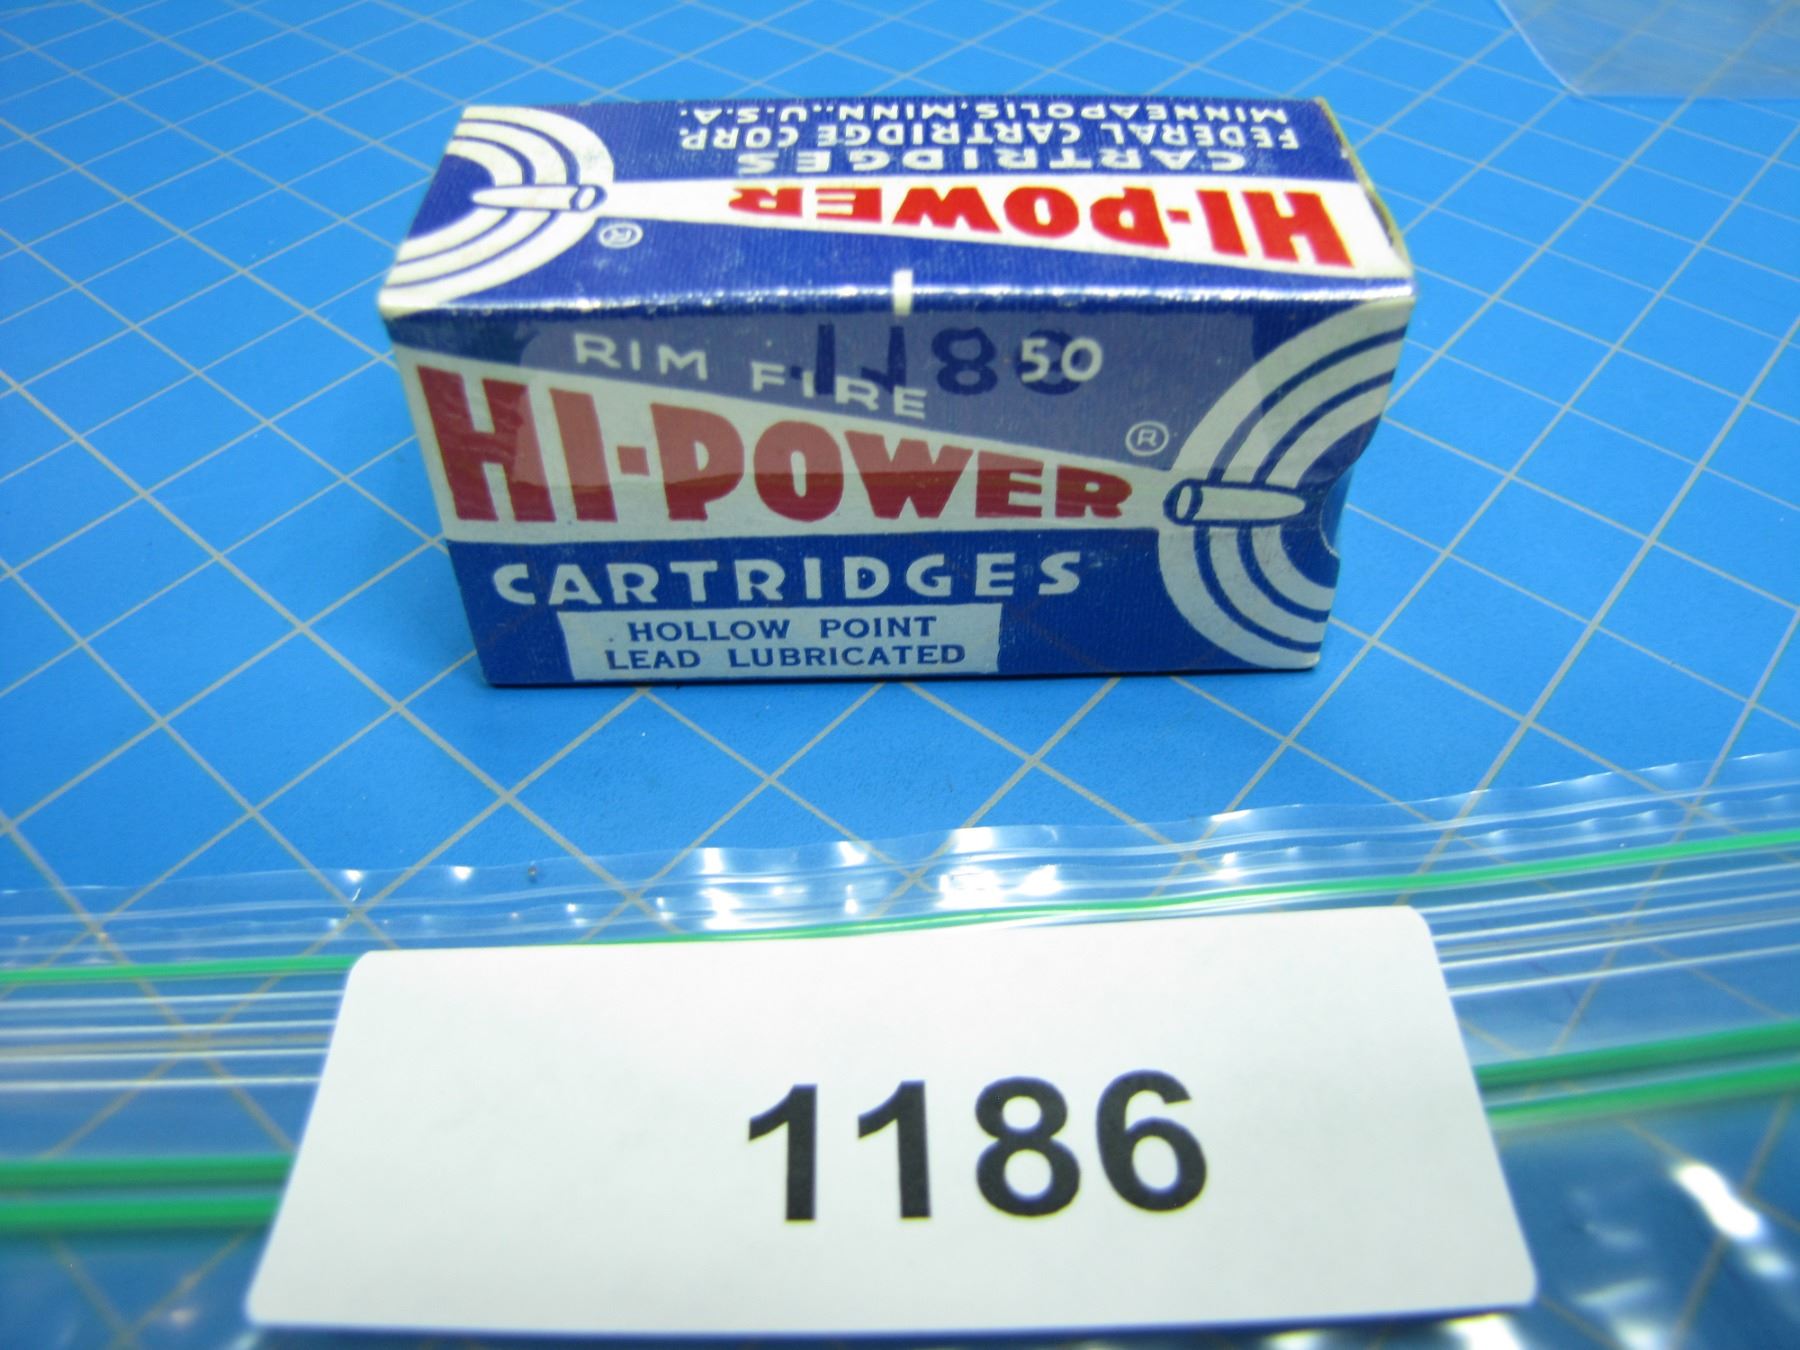 MINNEAPOLIS, MINN., U.S.A.
FEDERAL CARTRIDGE CORP.
CARTRIDGES
HI-POWER
®
RIM FIRE 50
HI-POWER ®
CARTRIDGES
HOLLOW POINT
LEAD LUBRICATED
1186